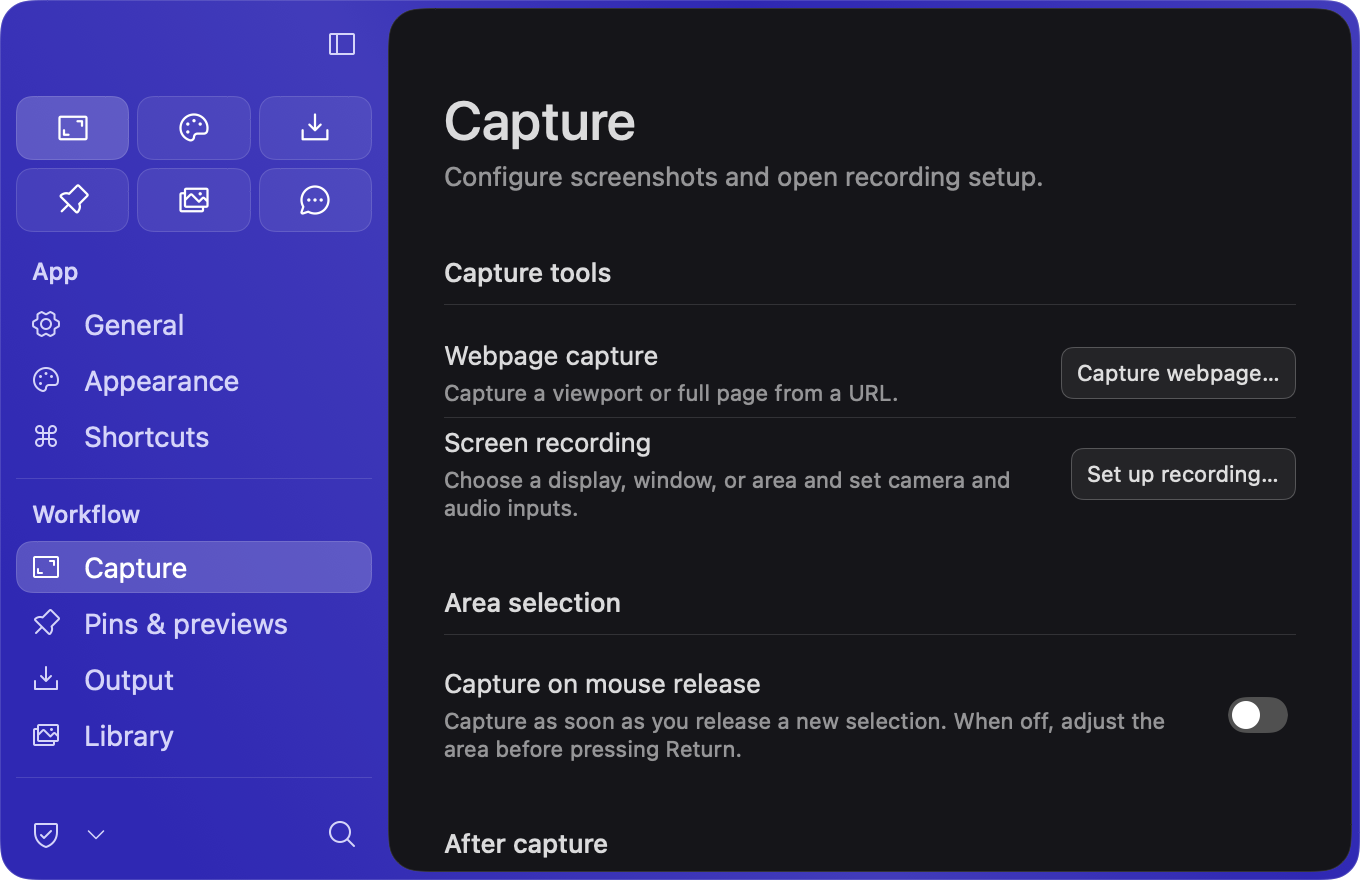 App
General
Appearance
Shortcuts
Workflow
Capture
Pins & previews
Output
Library
Capture
Configure screenshots and open recording setup.
Capture tools
Webpage capture
Capture a viewport or full page from a URL.
Capture webpage...
Screen recording
Choose a display, window, or area and set camera and
audio inputs.
Set up recording...
Area selection
Capture on mouse release
Capture as soon as you release a new selection. When off, adjust the
area before pressing Return.
After capture